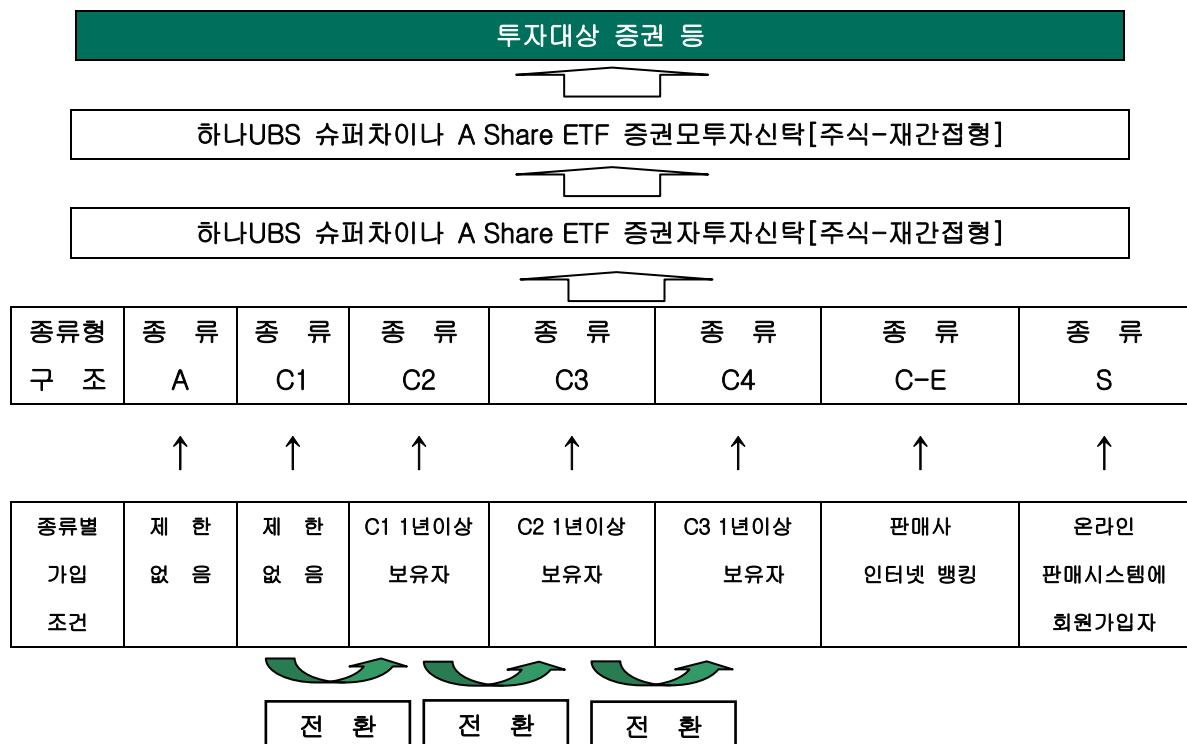 투자대상 증권 등
하나UBS 슈퍼차이나 A Share ETF 증권모투자신탁[주식-재간접형]
하나UBS 슈퍼차이나 A Share ETF 증권자투자신탁[주식-재간접형]
종류형 종 류 종 류 종 류 종 류 종 류 종 류 종 류
구 조 A C1 C2 C3 C4 C-E S
↑ ↑ ↑ ↑ ↑ ↑ ↑
종류별 제 한 제 한 C1 1년이상 C2 1년이상 C3 1년이상 판매사 온라인
가입 없 음 없 음 보유자 보유자 보유자 인터넷 뱅킹 판매시스템에
조건 회원가입자
전 환 전 환 전 환